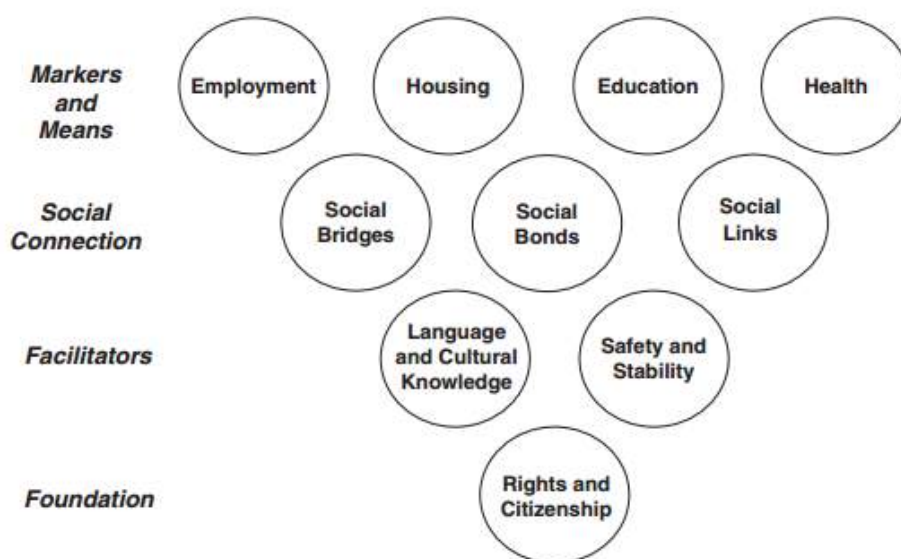 Markers
and
Means
Employment
Housing
Education
Health
Social
Connection
Social
Bridges
Social
Bonds
Social
Links
Facilitators
Language
and Cultural
Knowledge
Safety and
Stability
Foundation
Rights and
Citizenship